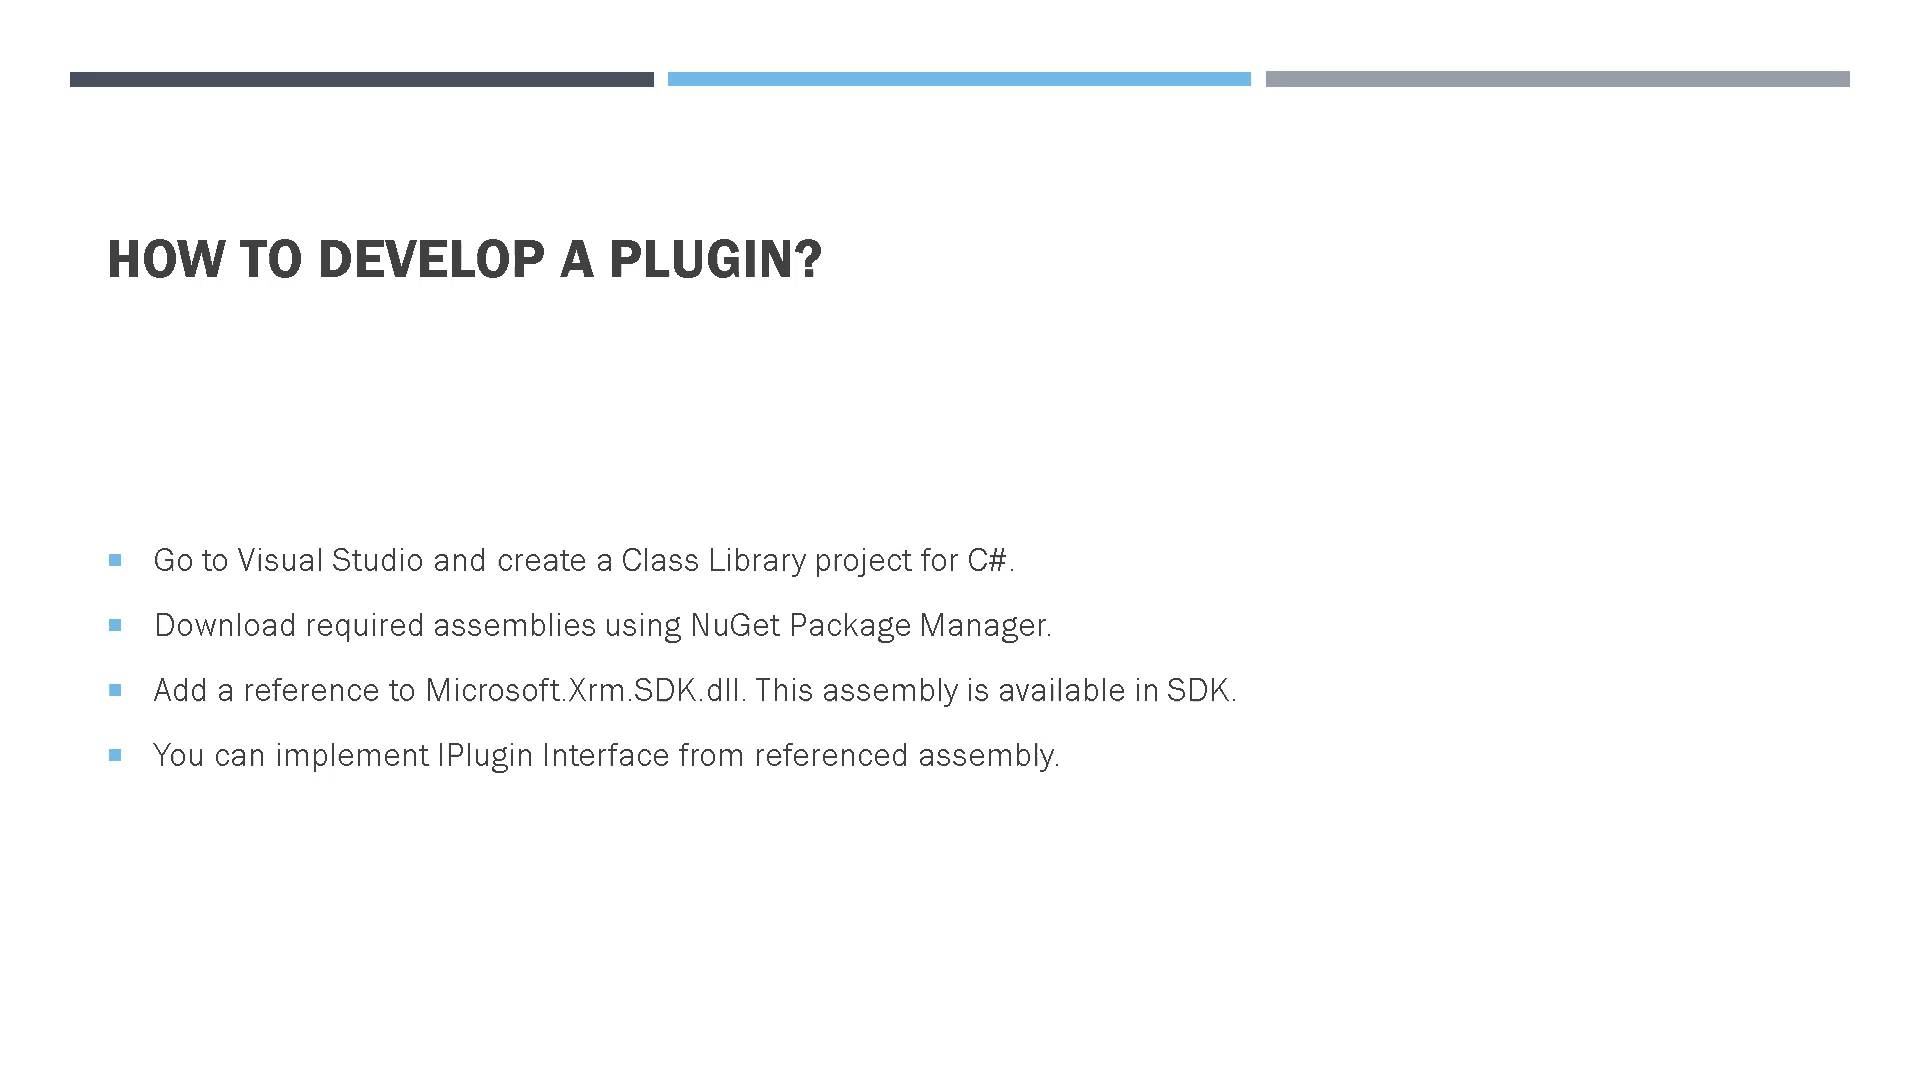 HOW TO DEVELOP A PLUGIN?
Go to Visual Studio and create a Class Library project for C#.
Download required assemblies using NuGet Package Manager.
Add a reference to Microsoft.Xrm.SDK.dll. This assembly is available in SDK.
You can implement IPlugin Interface from referenced assembly.